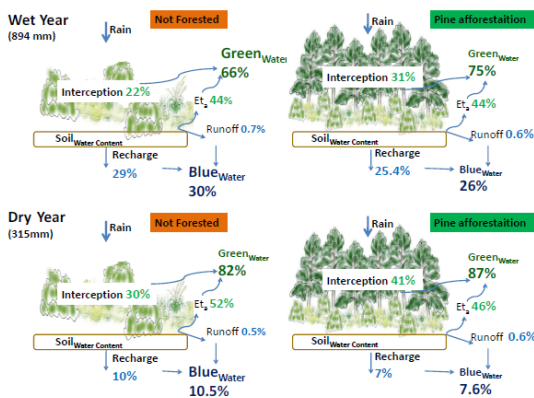 Wet Year
(894 mm)
Rain
Not Forested
Green Water
66%
Interception 22%
Eta 44%
Runoff 0.7%
Soil Water Content
Recharge
29%
Blue Water
30%
Rain
Pine afforestaition
Green Water
75%
Interception 31%
Eta 44%
Runoff 0.6%
Soil Water Content
Recharge
25.4%
Blue Water
26%
Dry Year
(315mm)
Rain
Not Forested
Green Water
82%
Interception 30%
Eta 52%
Runoff 0.5%
Soil Water Content
Recharge
10%
Blue Water
10.5%
Rain
Pine afforestaition
Green Water
87%
Interception 41%
Eta 46%
Runoff 0.6%
Soil Water Content
Recharge
7%
Blue Water
7.6%